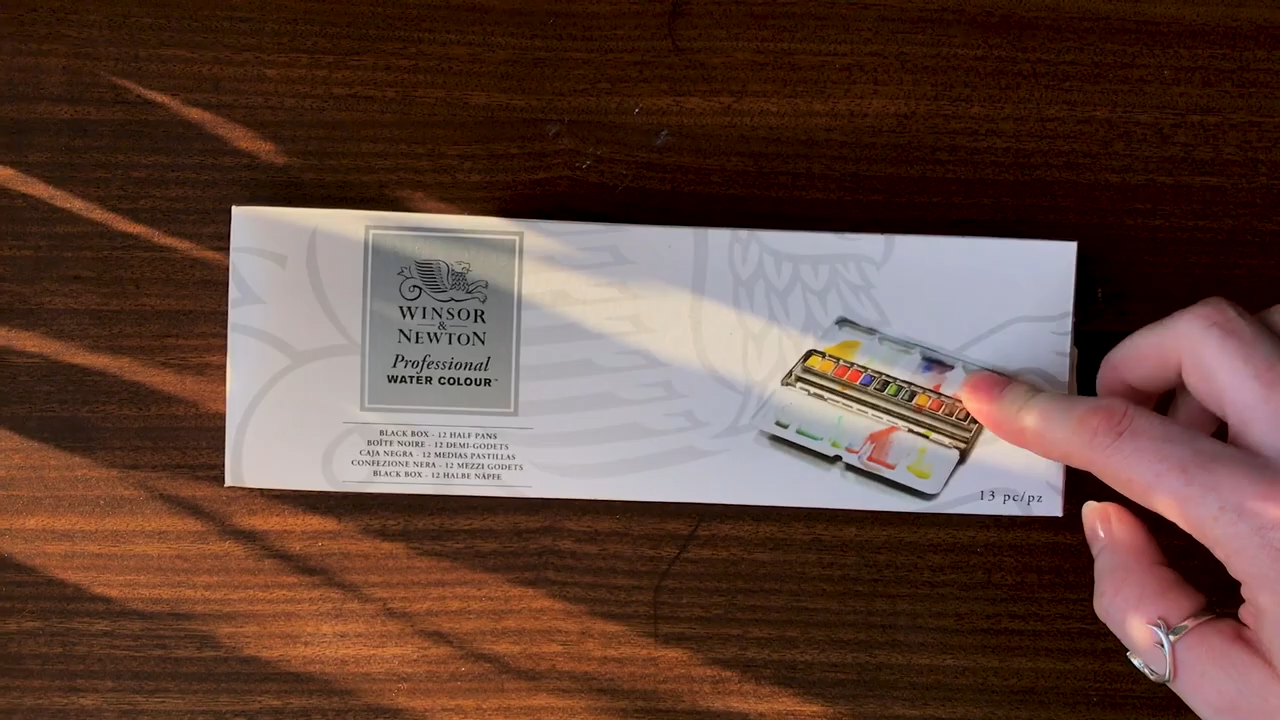 WINSOR
&
NEWTON
Professional
WATER COLOUR™
BLACK BOX - 12 HALF PANS
BOÎTE NOIRE - 12 DEMI-GODETS
CAJA NEGRA - 12 MEDIAS PASTILLAS
CONFEZIONE NERA - 12 MEZZI GODETS
BLACK BOX - 12 HALBE NÄPFE
13 pc/pz